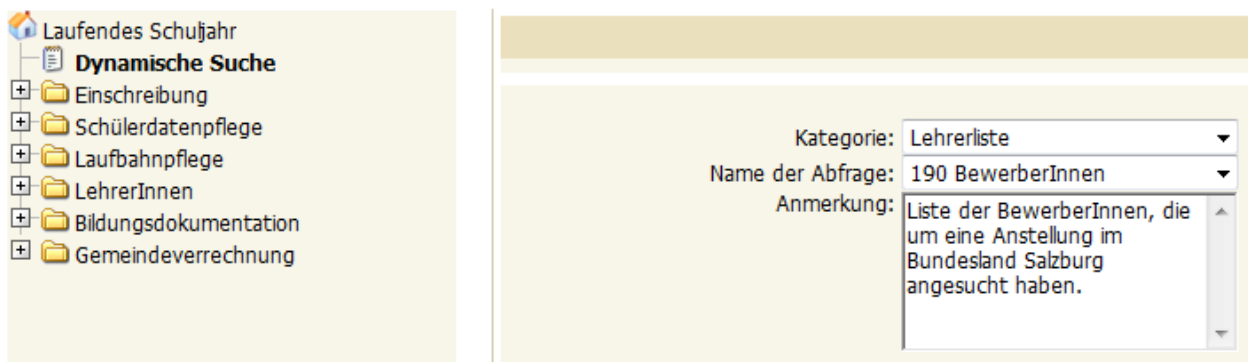 Laufendes Schuljahr
Dynamische Suche
Einschreibung
Schülerdatenpflege
Laufbahnpflege
LehrerInnen
Bildungsdokumentation
Gemeindeverrechnung
Kategorie: Lehrerliste
Name der Abfrage: 190 BewerberInnen
Anmerkung: Liste der BewerberInnen, die
um eine Anstellung im
Bundesland Salzburg
angesucht haben.